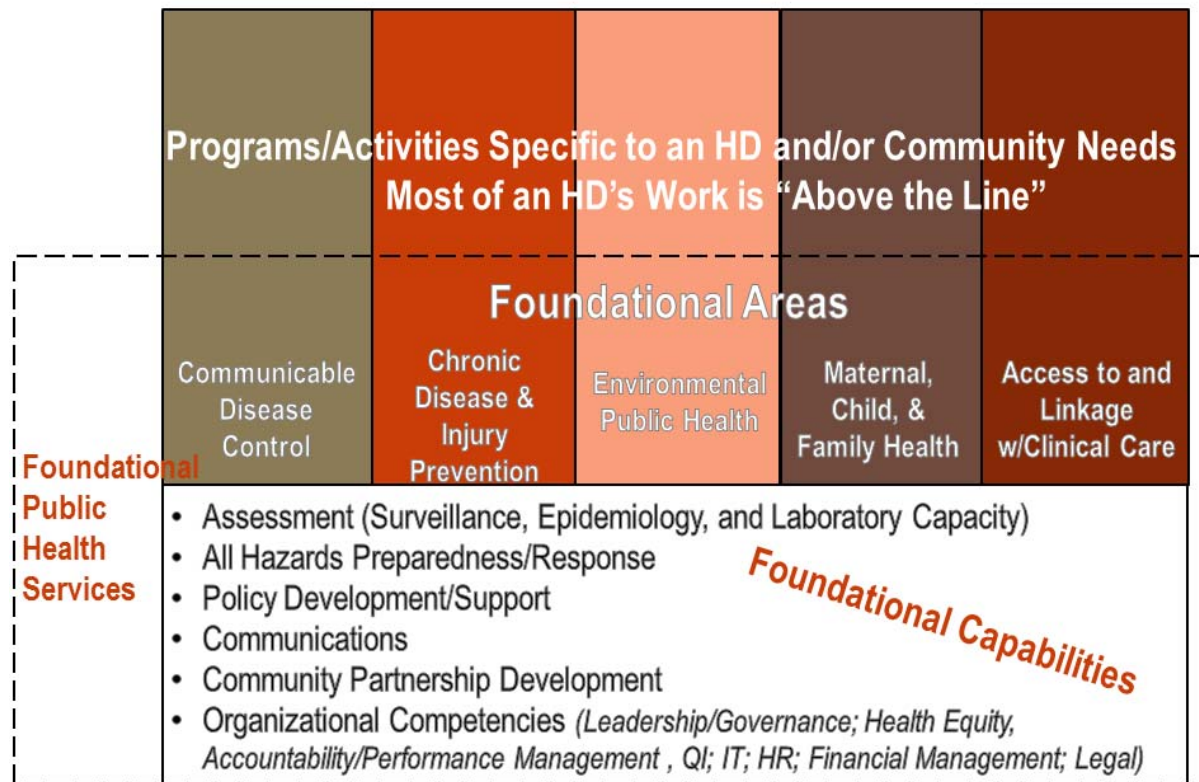 Programs/Activities Specific to an HD and/or Community Needs
Most of an HD's Work is “Above the Line”
Foundational Areas
Communicable
Disease
Control
Chronic
Disease &
Injury
Prevention
Environmental
Public Health
Maternal,
Child, &
Family Health
Access to and
Linkage
w/Clinical Care
Foundational
Public
Health
Services
• Assessment (Surveillance, Epidemiology, and Laboratory Capacity)
• All Hazards Preparedness/Response
• Policy Development/Support
• Communications
• Community Partnership Development
• Organizational Competencies (Leadership/Governance; Health Equity,
Accountability/Performance Management , QI; IT; HR; Financial Management; Legal)
Foundational Capabilities